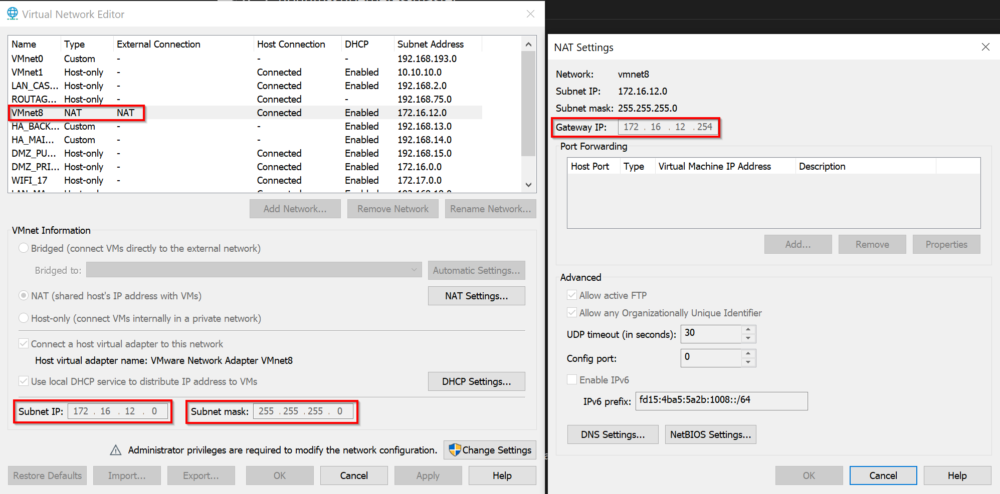 Virtual Network Editor
Name Type External Connection Host Connection DHCP Subnet Address
VMnet0 Custom - - - 192.168.193.0
VMnet1 Host-only - Connected Enabled 10.10.10.0
LAN_CAS... Host-only - Connected Enabled 192.168.2.0
ROUTAG... Host-only - Connected - 192.168.75.0
VMnet8 NAT NAT Connected Enabled 172.16.12.0
HA_BACK... Custom - - Enabled 192.168.13.0
HA_MAI... Custom - - Enabled 192.168.14.0
DMZ_PU... Host-only - Connected Enabled 192.168.15.0
DMZ_PRI... Host-only - Connected Enabled 172.16.0.0
WIFI_17 Host-only - Connected Enabled 172.17.0.0
Add Network... Remove Network Rename Network...
VMnet Information
Bridged (connect VMs directly to the external network)
Bridged to: Automatic Settings...
NAT (shared host's IP address with VMs) NAT Settings...
Host-only (connect VMs internally in a private network)
Connect a host virtual adapter to this network
Host virtual adapter name: VMware Network Adapter VMnet8
Use local DHCP service to distribute IP address to VMs DHCP Settings...
Subnet IP: 172 . 16 . 12 . 0 Subnet mask: 255 . 255 . 255 . 0
Administrator privileges are required to modify the network configuration. Change Settings
Restore Defaults Import... Export... OK Cancel Apply Help
NAT Settings
Network: vmnet8
Subnet IP: 172.16.12.0
Subnet mask: 255.255.255.0
Gateway IP: 172 . 16 . 12 . 254
Port Forwarding
Host Port Type Virtual Machine IP Address Description
Add... Remove Properties
Advanced
Allow active FTP
Allow any Organizationally Unique Identifier
UDP timeout (in seconds): 30
Config port: 0
Enable IPv6
IPv6 prefix: fd15:4ba5:5a2b:1008::/64
DNS Settings... NetBIOS Settings...
OK Cancel Help